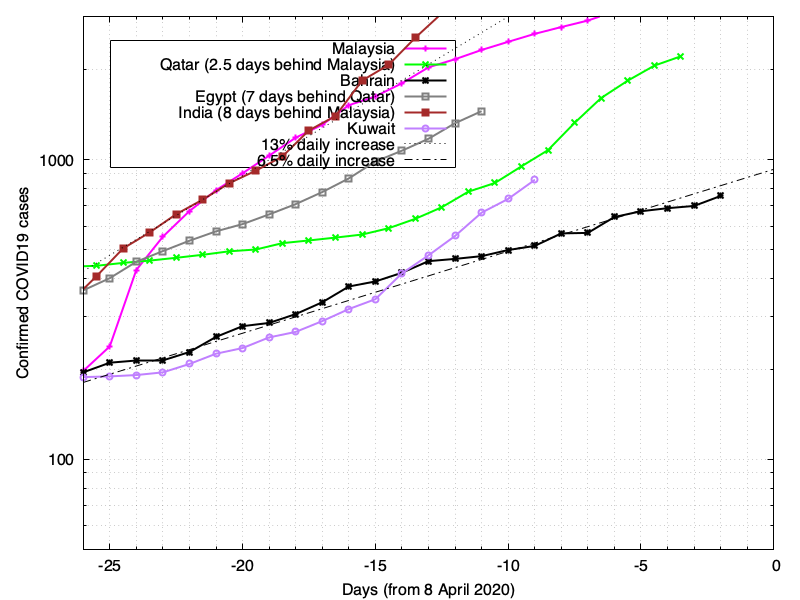 Malaysia
Qatar (2.5 days behind Malaysia)
Bahrain
Egypt (7 days behind Qatar)
India (8 days behind Malaysia)
Kuwait
13% daily increase
6.5% daily increase
1000
100
Confirmed COVID19 cases
-25 -20 -15 -10 -5 0
Days (from 8 April 2020)